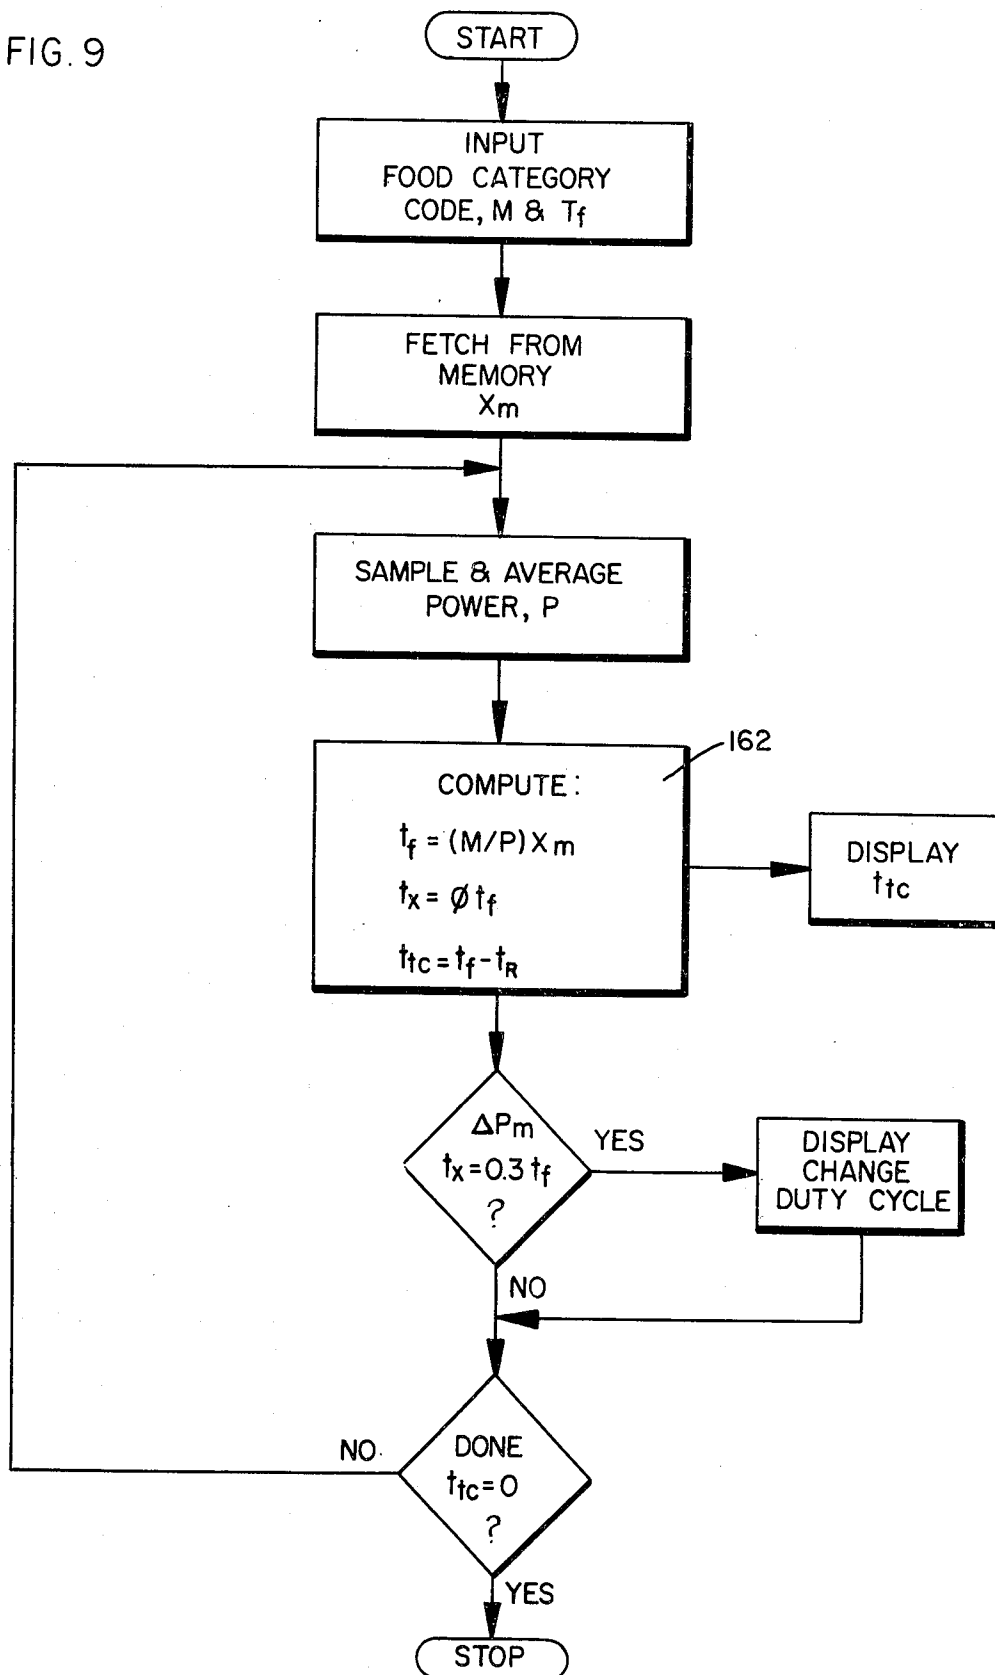 FIG. 9
START
INPUT
FOOD CATEGORY
CODE, M & Tf
FETCH FROM
MEMORY
Xm
SAMPLE & AVERAGE
POWER, P
162
COMPUTE:
tf = (M/P) Xm
tx = Ø tf
ttc = tf - tR
DISPLAY
ttc
ΔPm
tx = 0.3 tf
?
YES
DISPLAY
CHANGE
DUTY CYCLE
NO
DONE
ttc = 0
?
NO
YES
STOP